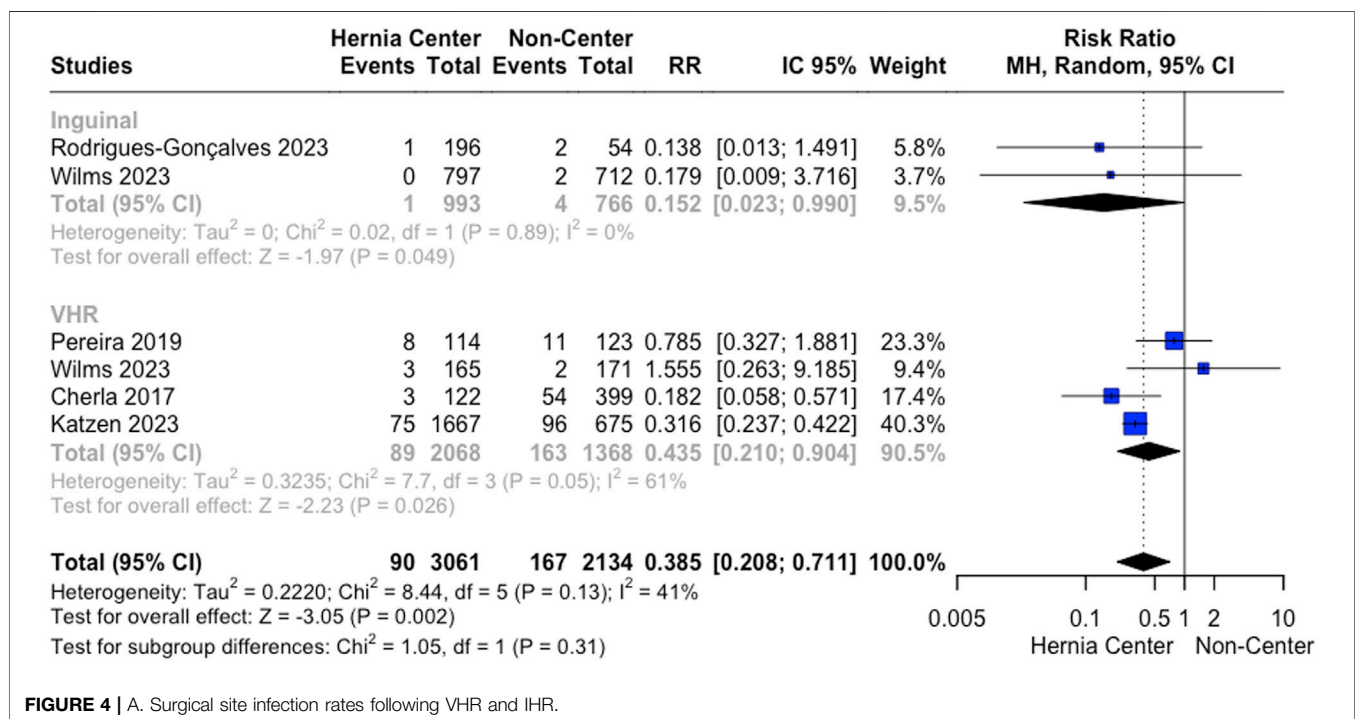 Hernia Center Non-Center Risk Ratio
Studies Events Total Events Total RR IC 95% Weight MH, Random, 95% CI
Inguinal
Rodrigues-Gonçalves 2023 1 196 2 54 0.138 [0.013; 1.491] 5.8%
Wilms 2023 0 797 2 712 0.179 [0.009; 3.716] 3.7%
Total (95% CI) 1 993 4 766 0.152 [0.023; 0.990] 9.5%
Heterogeneity: Tau² = 0; Chi² = 0.02, df = 1 (P = 0.89); I² = 0%
Test for overall effect: Z = -1.97 (P = 0.049)
VHR
Pereira 2019 8 114 11 123 0.785 [0.327; 1.881] 23.3%
Wilms 2023 3 165 2 171 1.555 [0.263; 9.185] 9.4%
Cherla 2017 3 122 54 399 0.182 [0.058; 0.571] 17.4%
Katzen 2023 75 1667 96 675 0.316 [0.237; 0.422] 40.3%
Total (95% CI) 89 2068 163 1368 0.435 [0.210; 0.904] 90.5%
Heterogeneity: Tau² = 0.3235; Chi² = 7.7, df = 3 (P = 0.05); I² = 61%
Test for overall effect: Z = -2.23 (P = 0.026)
Total (95% CI) 90 3061 167 2134 0.385 [0.208; 0.711] 100.0%
Heterogeneity: Tau² = 0.2220; Chi² = 8.44, df = 5 (P = 0.13); I² = 41%
Test for overall effect: Z = -3.05 (P = 0.002) 0.005 0.1 0.5 1 2 10
Test for subgroup differences: Chi² = 1.05, df = 1 (P = 0.31) Hernia Center Non-Center
FIGURE 4 | A. Surgical site infection rates following VHR and IHR.